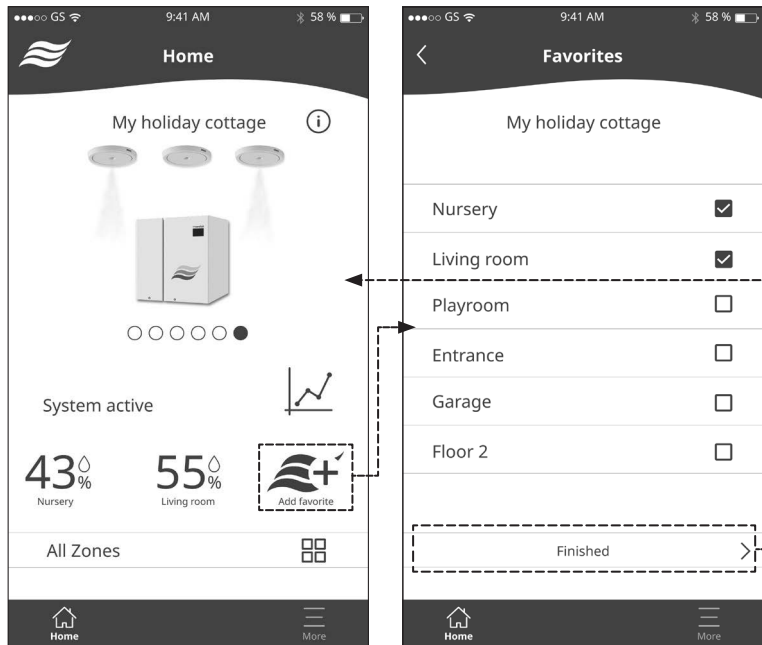 GS 9:41 AM 58 %
Home
My holiday cottage
System active
43% 55%
Nursery Living room Add favorite
All Zones
Home More
GS 9:41 AM 58 %
Favorites
My holiday cottage
Nursery
Living room
Playroom
Entrance
Garage
Floor 2
Finished
Home More